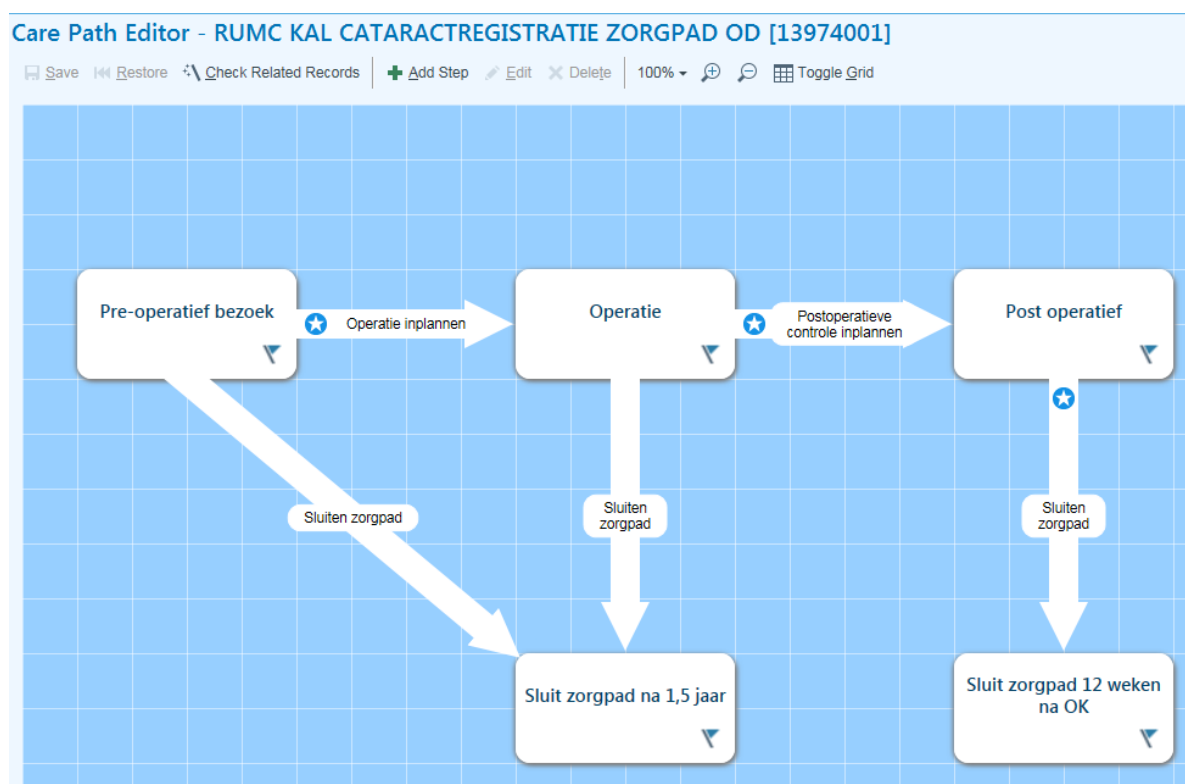 Care Path Editor - RUMC KAL CATARACTREGISTRATIE ZORGPAD OD [13974001]
Save Restore Check Related Records Add Step Edit Delete 100% Toggle Grid
Pre-operatief bezoek
Operatie inplannen
Operatie
Postoperatieve
controle inplannen
Post operatief
Sluiten zorgpad
Sluiten
zorgpad
Sluiten
zorgpad
Sluit zorgpad na 1,5 jaar
Sluit zorgpad 12 weken
na OK